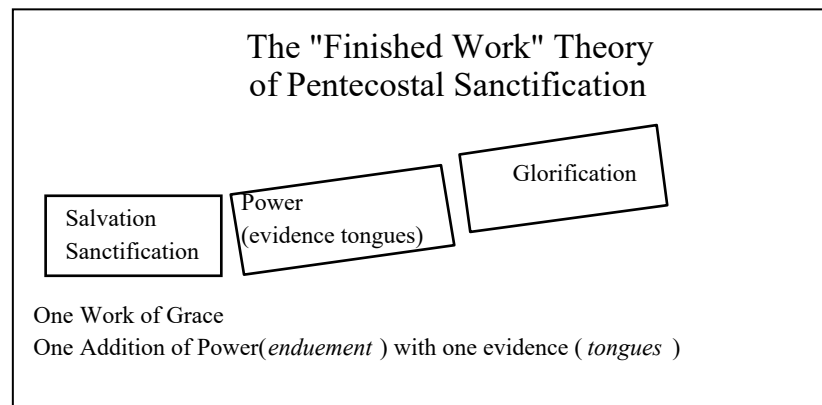 The "Finished Work" Theory
of Pentecostal Sanctification
Salvation
Sanctification
Power
(evidence tongues)
Glorification
One Work of Grace
One Addition of Power(enduement ) with one evidence ( tongues )